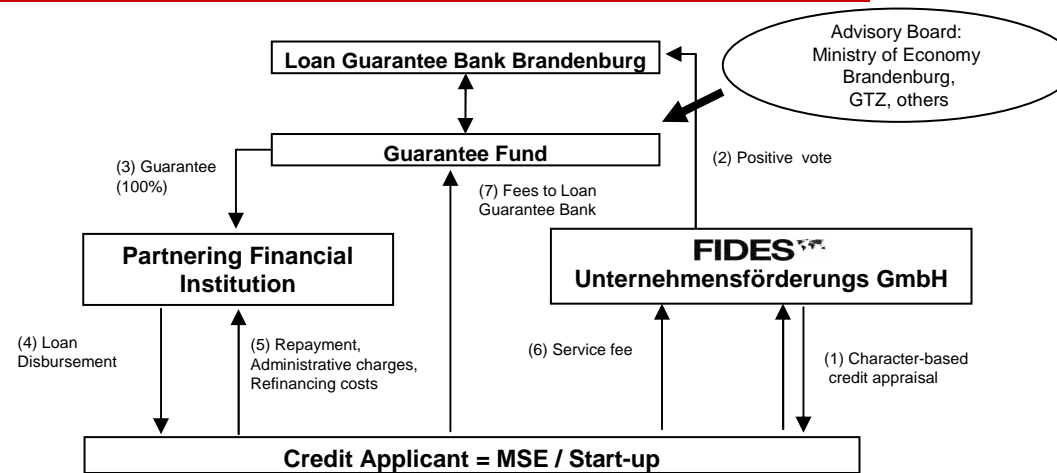 Advisory Board:
Ministry of Economy
Brandenburg,
GTZ, others
Loan Guarantee Bank Brandenburg
Guarantee Fund
(2) Positive vote
(3) Guarantee
(100%)
(7) Fees to Loan
Guarantee Bank
Partnering Financial
Institution
FIDES
Unternehmensförderungs GmbH
(4) Loan
Disbursement
(5) Repayment,
Administrative charges,
Refinancing costs
(6) Service fee
(1) Character-based
credit appraisal
Credit Applicant = MSE / Start-up